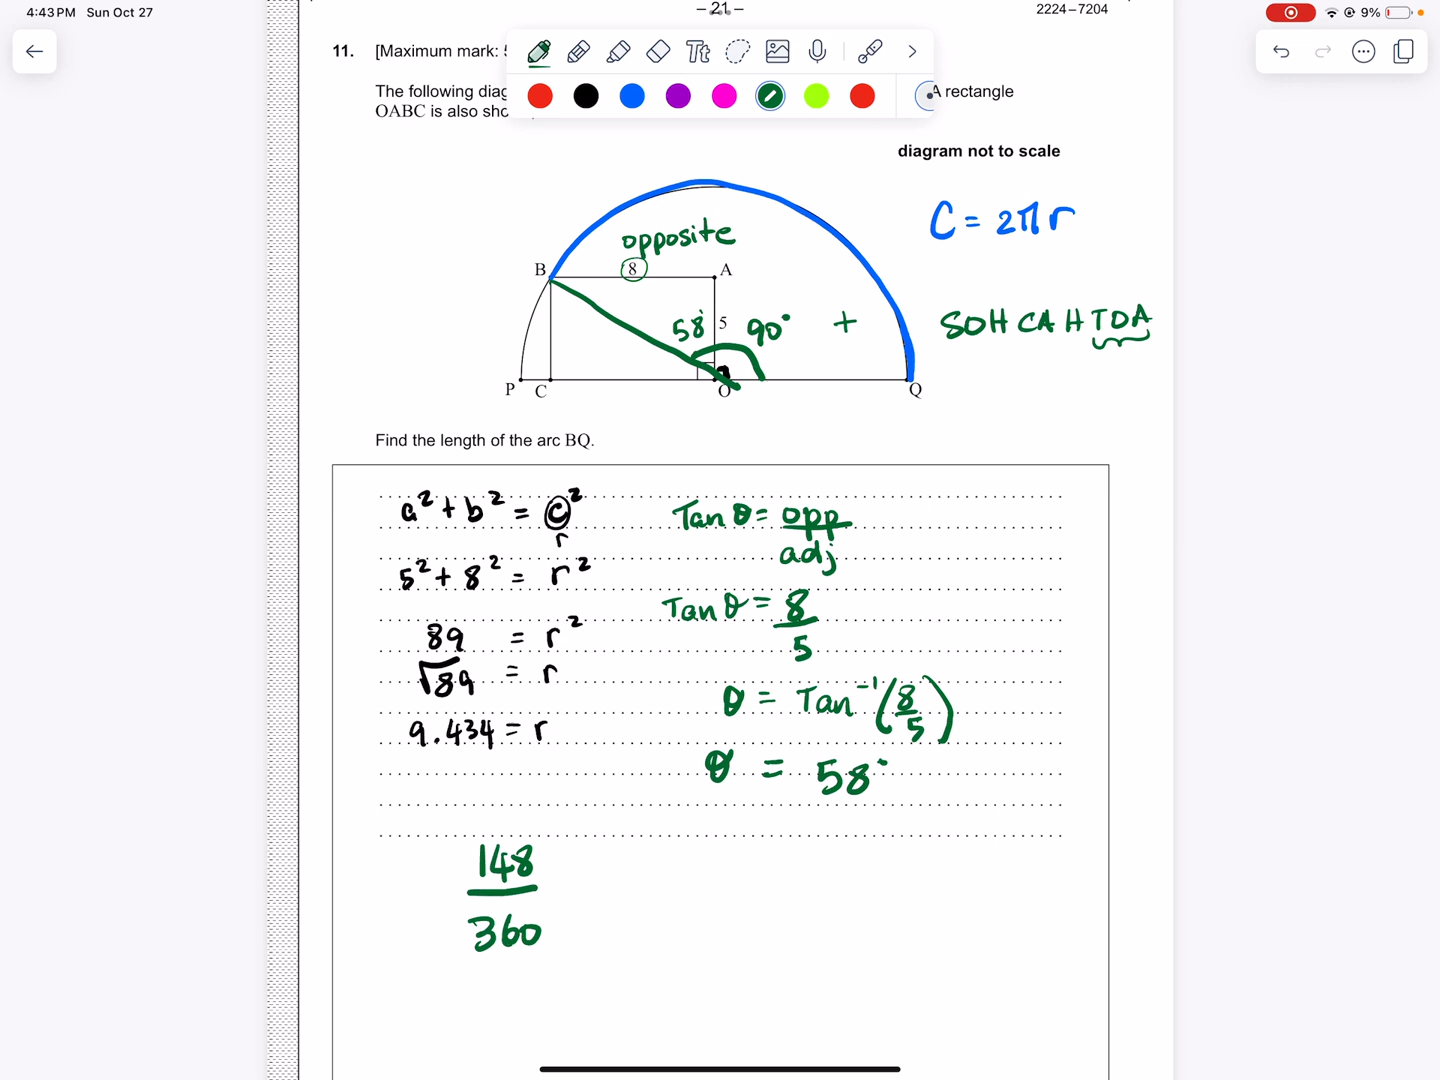 4:43 PM Sun Oct 27
9%
– 21 –
2224–7204
11. [Maximum mark:
Tt
The following diag
A rectangle
OABC is also sho
diagram not to scale
C = 2πr
opposite
B 8 A
58° 5 90° +
SOH CAH TOA
P C O Q
Find the length of the arc BQ.
a² + b² = c²
r
5² + 8² = r²
89 = r²
√89 = r
9.434 = r
Tan θ = opp
adj
Tan θ = 8
5
θ = Tan⁻¹(8/5)
θ = 58°
148
360